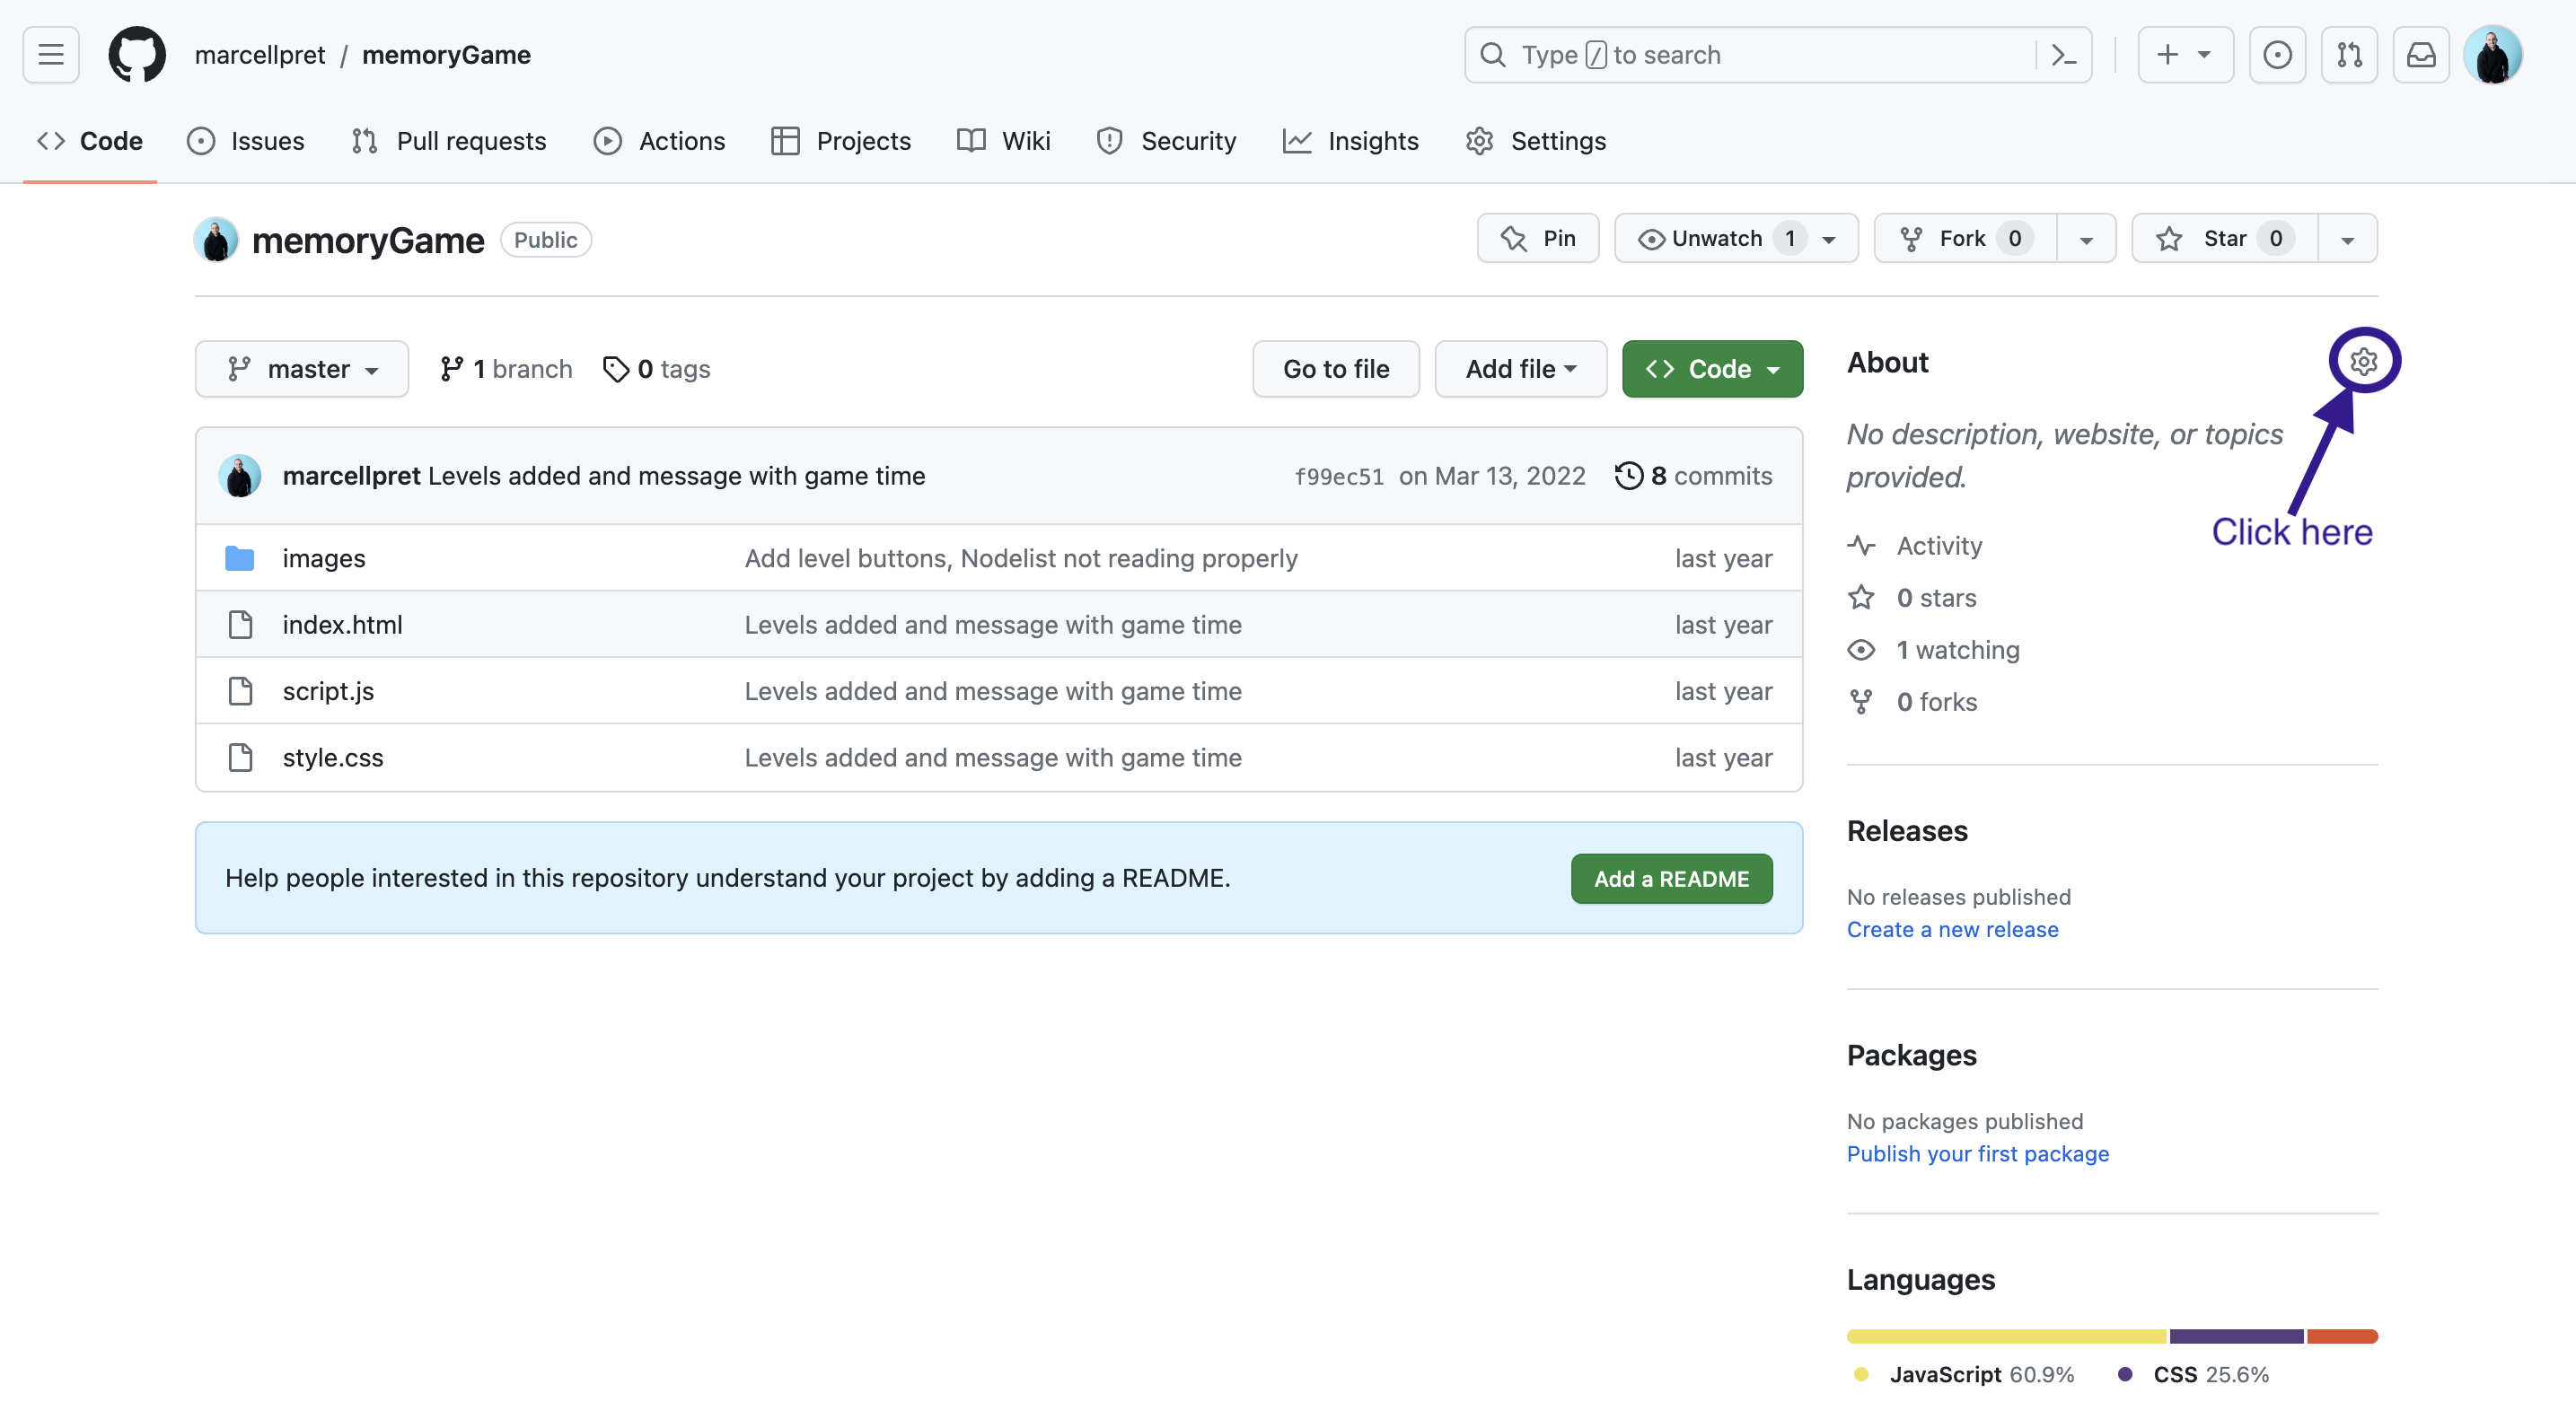 marcellpret / memoryGame
Type / to search
Code Issues Pull requests Actions Projects Wiki Security Insights Settings
memoryGame Public
Pin Unwatch 1 Fork 0 Star 0
master 1 branch 0 tags Go to file Add file Code
marcellpret Levels added and message with game time f99ec51 on Mar 13, 2022 8 commits
images Add level buttons, Nodelist not reading properly last year
index.html Levels added and message with game time last year
script.js Levels added and message with game time last year
style.css Levels added and message with game time last year
Help people interested in this repository understand your project by adding a README. Add a README
About
No description, website, or topics
provided.
Click here
Activity
0 stars
1 watching
0 forks
Releases
No releases published
Create a new release
Packages
No packages published
Publish your first package
Languages
JavaScript 60.9% CSS 25.6%